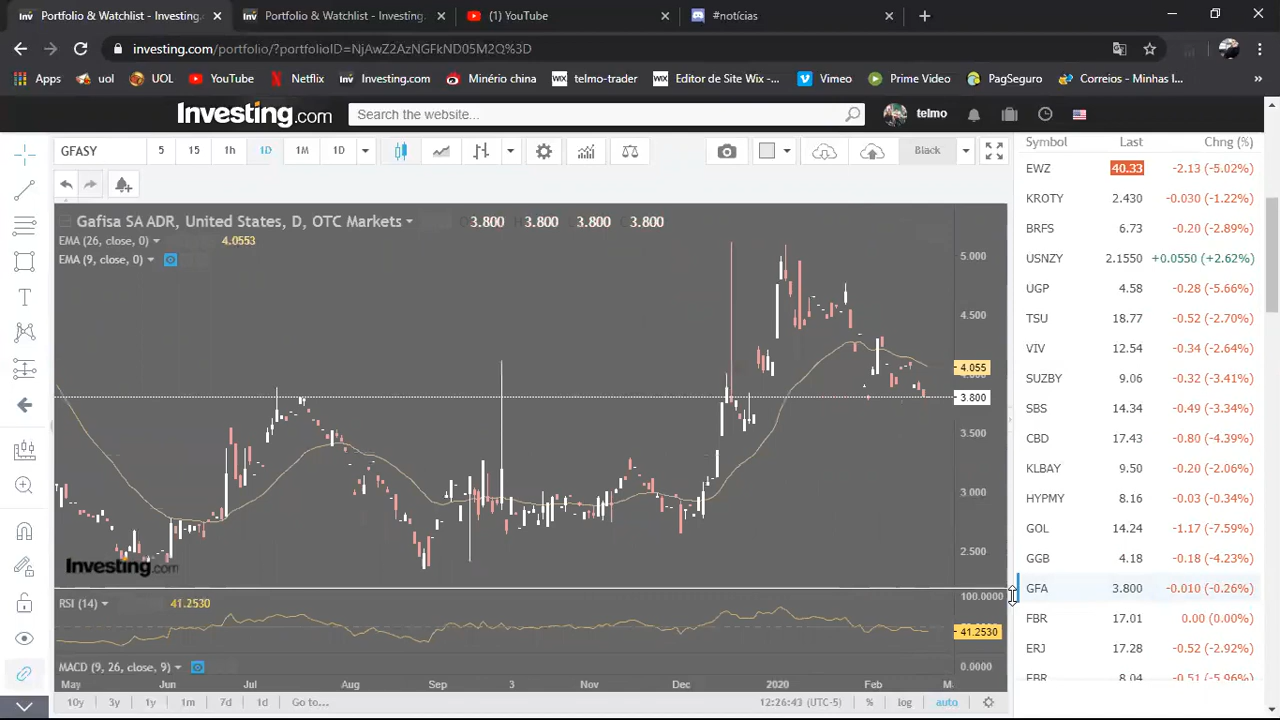 Portfolio & Watchlist - Investing.
Portfolio & Watchlist - Investing.
(1) YouTube
#notícias
investing.com/portfolio/?portfolioID=NjAwZ2AzNGFkND05M2Q%3D
Apps uol UOL YouTube Netflix Investing.com Minério china telmo-trader Editor de Site Wix -... Vimeo Prime Video PagSeguro Correios - Minhas I...
Investing.com Search the website... telmo
GFASY 5 15 1h 1D 1M 1D Black
Symbol Last Chng (%)
EWZ 40.33 -2.13 (-5.02%)
KROTY 2.430 -0.030 (-1.22%)
BRFS 6.73 -0.20 (-2.89%)
USNZY 2.1550 +0.0550 (+2.62%)
UGP 4.58 -0.28 (-5.66%)
TSU 18.77 -0.52 (-2.70%)
VIV 12.54 -0.34 (-2.64%)
SUZBY 9.06 -0.32 (-3.41%)
SBS 14.34 -0.49 (-3.34%)
CBD 17.43 -0.80 (-4.39%)
KLBAY 9.50 -0.20 (-2.06%)
HYPMY 8.16 -0.03 (-0.34%)
GOL 14.24 -1.17 (-7.59%)
GGB 4.18 -0.18 (-4.23%)
GFA 3.800 -0.010 (-0.26%)
FBR 17.01 0.00 (0.00%)
ERJ 17.28 -0.52 (-2.92%)
EBR 8.04 -0.51 (-5.96%)
Gafisa SA ADR, United States, D, OTC Markets 3.800 H 3.800 L 3.800 C 3.800
EMA (26, close, 0) 4.0553
EMA (9, close, 0)
5.000
4.500
4.055
3.800
3.500
3.000
2.500
Investing.com
RSI (14) 41.2530
100.0000
41.2530
MACD (9, 26, close, 9)
0.0000
May Jun Jul Aug Sep 3 Nov Dec 2020 Feb
10y 3y 1y 1m 7d 1d Go to... 12:26:43 (UTC-5) % log auto